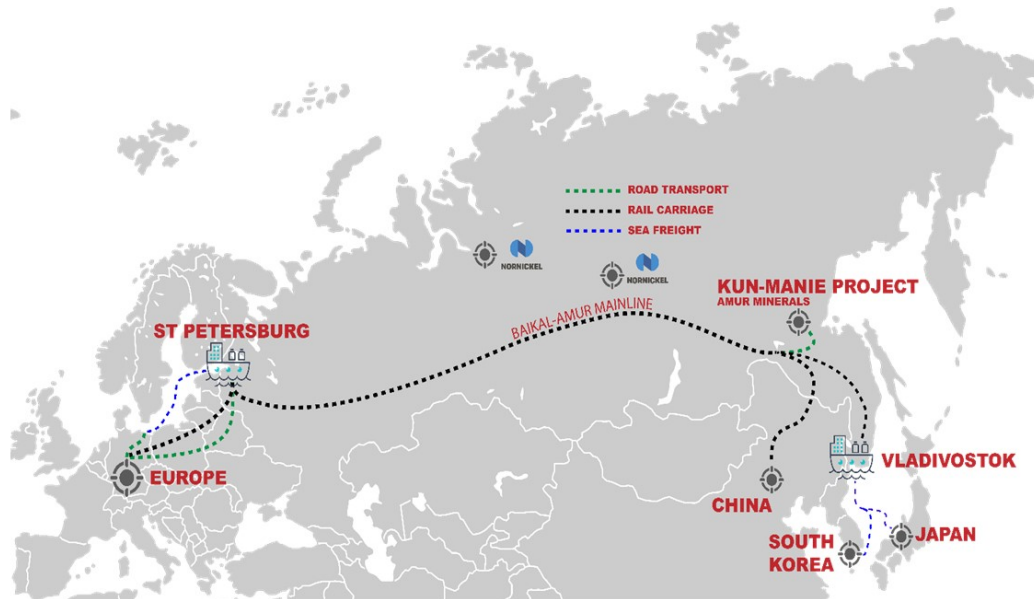 ROAD TRANSPORT
RAIL CARRIAGE
SEA FREIGHT
NORNICKEL
NORNICKEL
KUN-MANIE PROJECT
AMUR MINERALS
BAIKAL-AMUR MAINLINE
ST PETERSBURG
EUROPE
VLADIVOSTOK
CHINA
SOUTH
KOREA
JAPAN